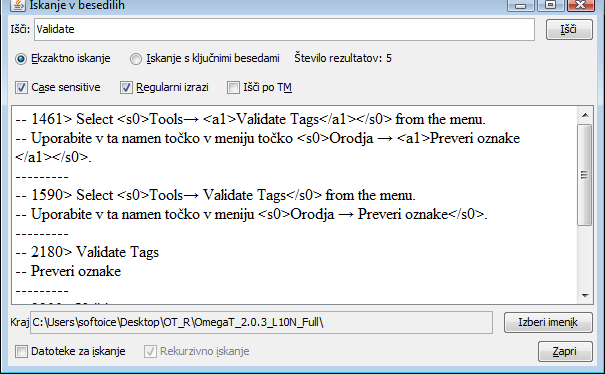 Iskanje v besedilih
Išči: Validate Išči
Ekzaktno iskanje Iskanje s ključnimi besedami Število rezultatov: 5
Case sensitive Regularni izrazi Išči po TM
-- 1461> Select <s0>Tools→ <a1>Validate Tags</a1></s0> from the menu.
-- Uporabite v ta namen točko v meniju točko <s0>Orodja → <a1>Preveri oznake
</a1></s0>.
---------
-- 1590> Select <s0>Tools→ Validate Tags</s0> from the menu.
-- Uporabite v ta namen točko v meniju <s0>Orodja → Preveri oznake</s0>.
---------
-- 2180> Validate Tags
-- Preveri oznake
---------
Kraj C:\Users\softoice\Desktop\OT_R\OmegaT_2.0.3_L10N_Full\ Izberi imenik
Datoteke za iskanje Rekurzivno iskanje Zapri